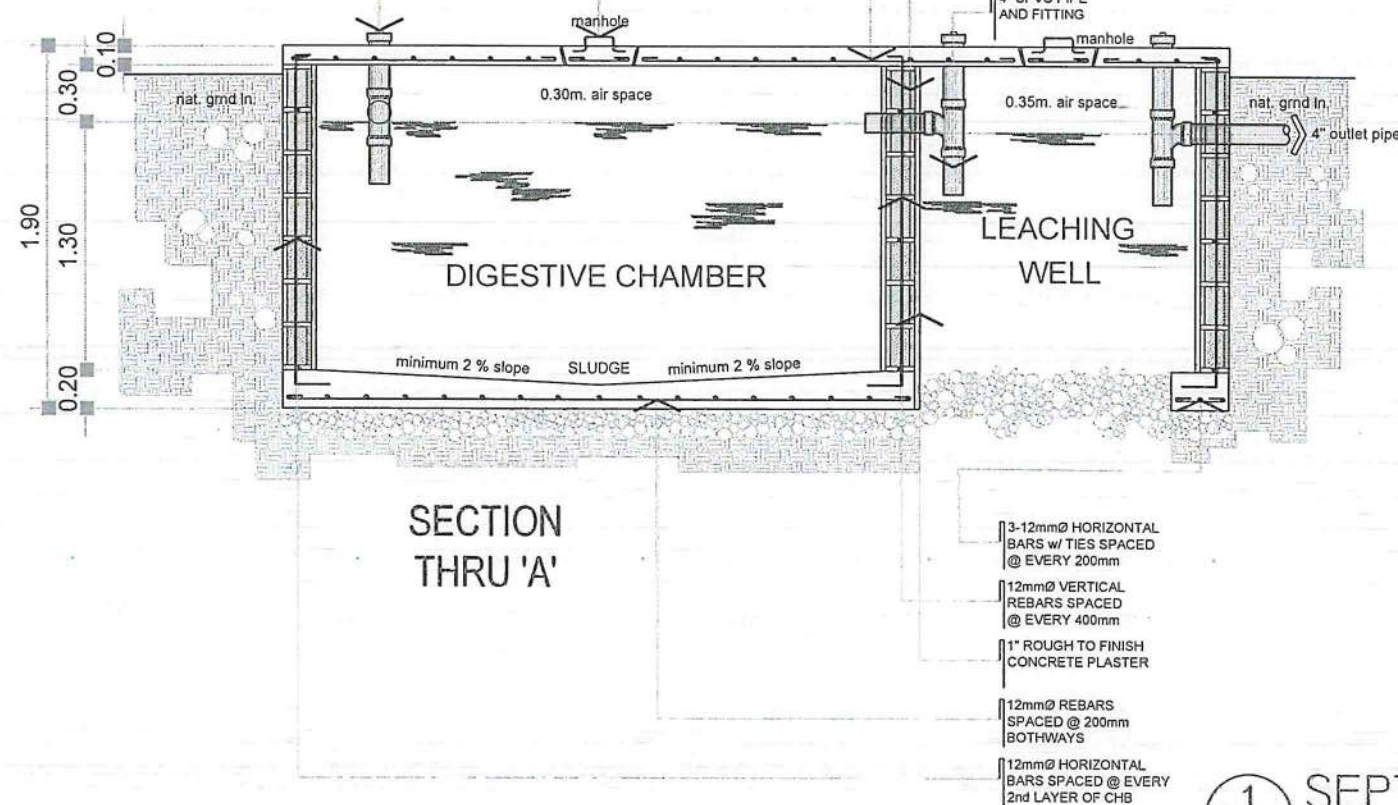 4" Ø PVC PIPE
AND FITTING
manhole
manhole
0.10
0.30
1.90
1.30
0.20
nat. grnd ln.
0.30m. air space
0.35m. air space
nat. grnd ln.
4" outlet pipe
DIGESTIVE CHAMBER
LEACHING
WELL
minimum 2 % slope
SLUDGE
minimum 2 % slope
SECTION
THRU 'A'
3-12mmØ HORIZONTAL
BARS w/ TIES SPACED
@ EVERY 200mm
12mmØ VERTICAL
REBARS SPACED
@ EVERY 400mm
1" ROUGH TO FINISH
CONCRETE PLASTER
12mmØ REBARS
SPACED @ 200mm
BOTHWAYS
12mmØ HORIZONTAL
BARS SPACED @ EVERY
2nd LAYER OF CHB
1
SEPT